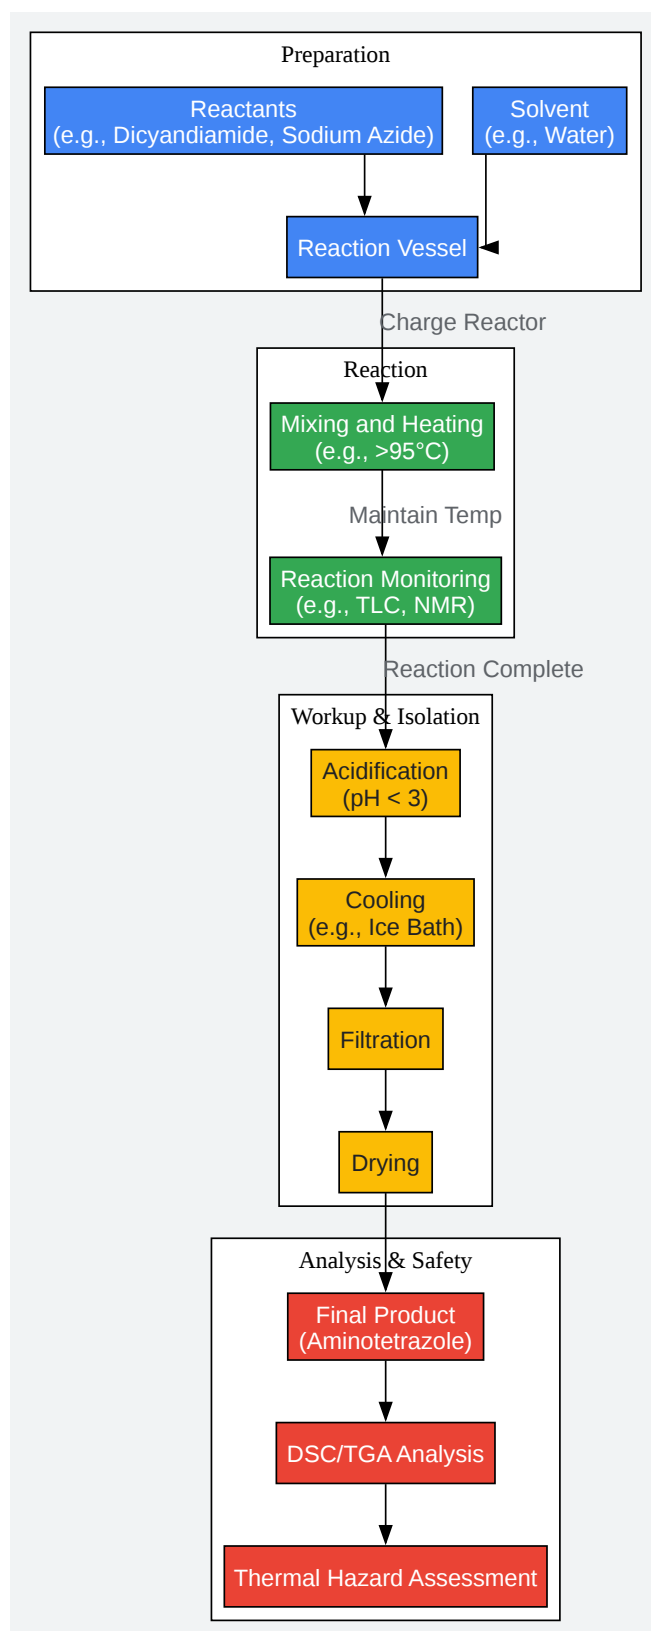 Preparation
Reactants
(e.g., Dicyandiamide, Sodium Azide)
Solvent
(e.g., Water)
Reaction Vessel
Charge Reactor
Reaction
Mixing and Heating
(e.g., >95°C)
Maintain Temp
Reaction Monitoring
(e.g., TLC, NMR)
Reaction Complete
Workup & Isolation
Acidification
(pH < 3)
Cooling
(e.g., Ice Bath)
Filtration
Drying
Analysis & Safety
Final Product
(Aminotetrazole)
DSC/TGA Analysis
Thermal Hazard Assessment